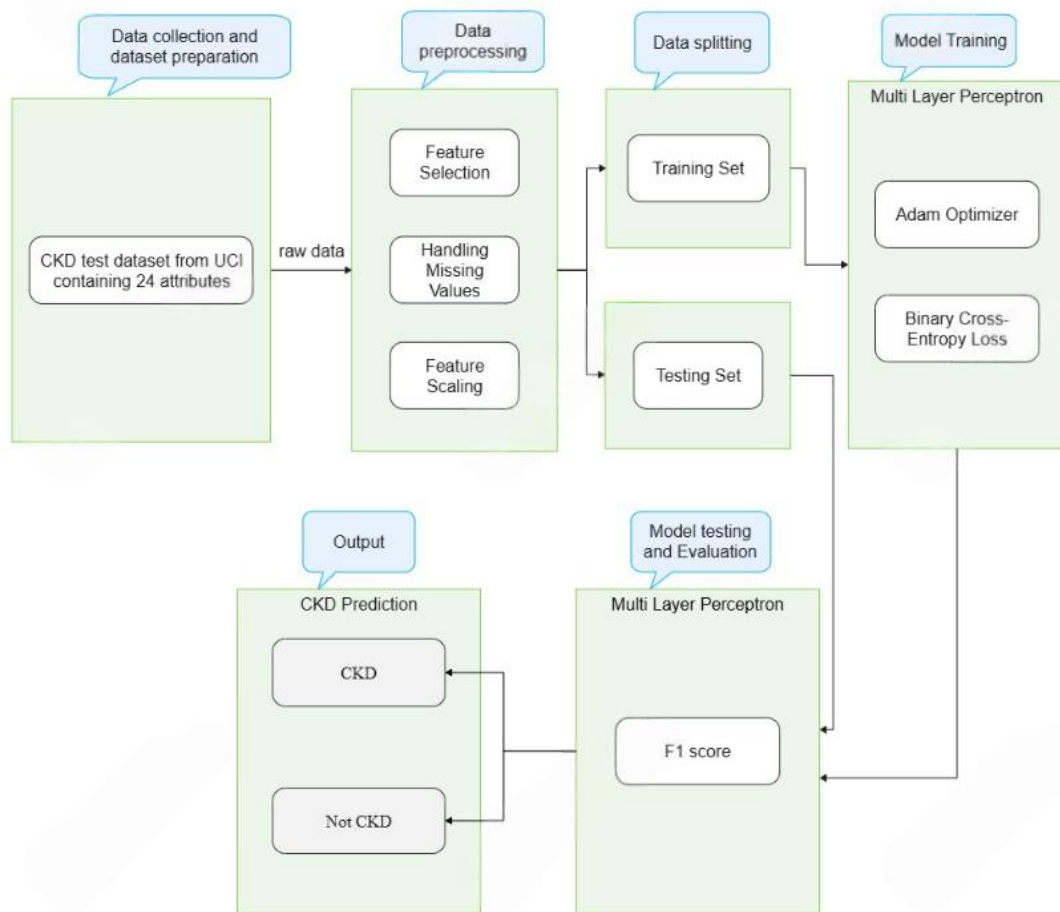 Data collection and
dataset preparation
Data
preprocessing
Data splitting
Model Training
Multi Layer Perceptron
Feature
Selection
Training Set
Adam Optimizer
CKD test dataset from UCI
containing 24 attributes
raw data
Handling
Missing
Values
Binary Cross-
Entropy Loss
Feature
Scaling
Testing Set
Output
Model testing
and Evaluation
CKD Prediction
Multi Layer Perceptron
CKD
F1 score
Not CKD